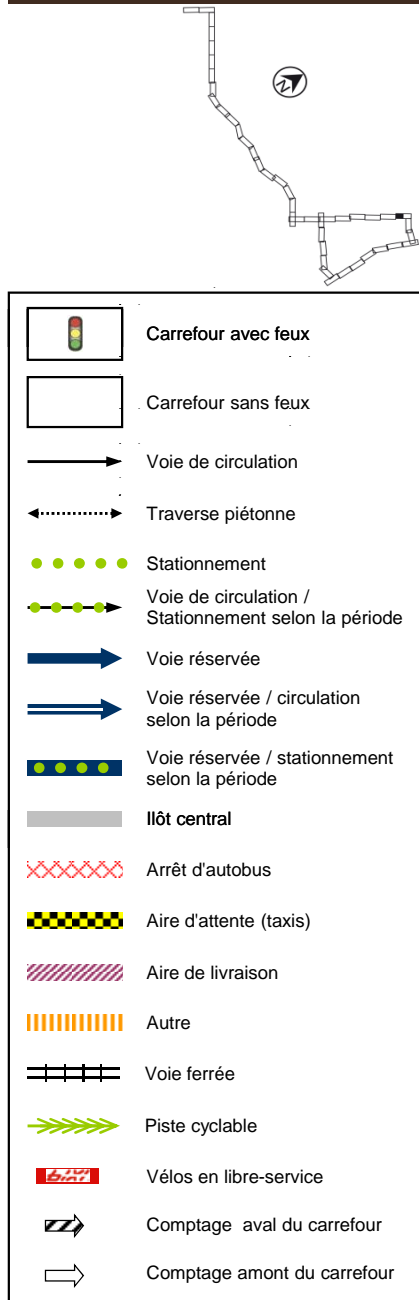 N
Carrefour avec feux
Carrefour sans feux
Voie de circulation
Traverse piétonne
Stationnement
Voie de circulation /
Stationnement selon la période
Voie réservée
Voie réservée / circulation
selon la période
Voie réservée / stationnement
selon la période
Ilôt central
Arrêt d'autobus
Aire d'attente (taxis)
Aire de livraison
Autre
Voie ferrée
Piste cyclable
bixi
Vélos en libre-service
Comptage aval du carrefour
Comptage amont du carrefour